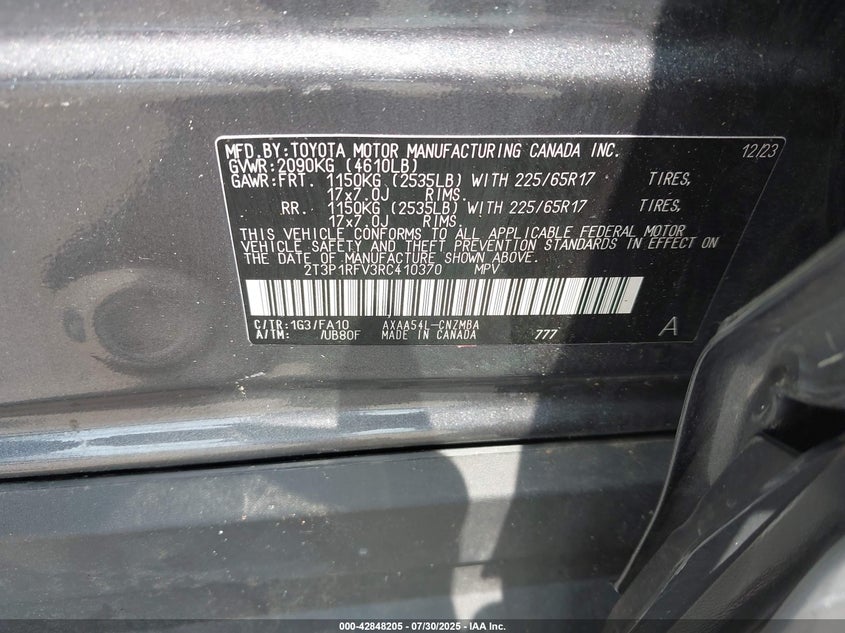 MFD.BY:TOYOTA MOTOR MANUFACTURING CANADA INC. 12/23
GVWR:2090KG (4610LB)
GAWR:FRT. 1150KG (2535LB) WITH 225/65R17 TIRES,
17x7.0J RIMS.
RR. 1150KG (2535LB) WITH 225/65R17 TIRES,
17x7.0J RIMS.
THIS VEHICLE CONFORMS TO ALL APPLICABLE FEDERAL MOTOR
VEHICLE SAFETY AND THEFT PREVENTION STANDARDS IN EFFECT ON
THE DATE OF MANUFACTURE SHOWN ABOVE.
2T3P1RFV3RC410370 MPV
C/TR:1G3/FA10 AXAA54L-CNZMBA
A/TM: /UB80F MADE IN CANADA 777 A
000-42848205 - 07/30/2025 - IAA Inc.